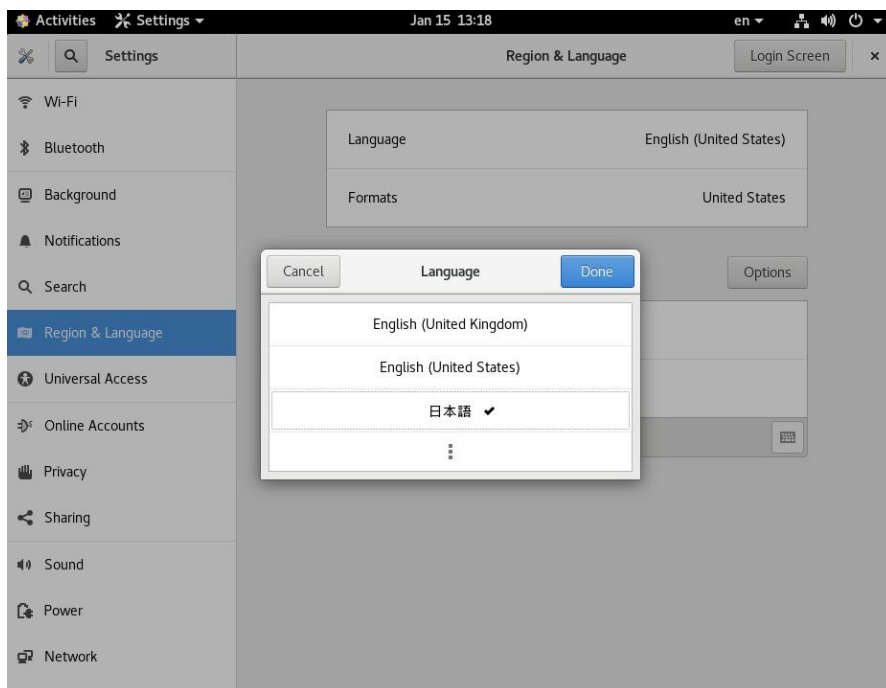 Activities Settings Jan 15 13:18 en
Settings Region & Language Login Screen
Wi-Fi
Bluetooth
Background
Notifications
Search
Region & Language
Universal Access
Online Accounts
Privacy
Sharing
Sound
Power
Network
Language English (United States)
Formats United States
Options
Cancel Language Done
English (United Kingdom)
English (United States)
日本語 ✔